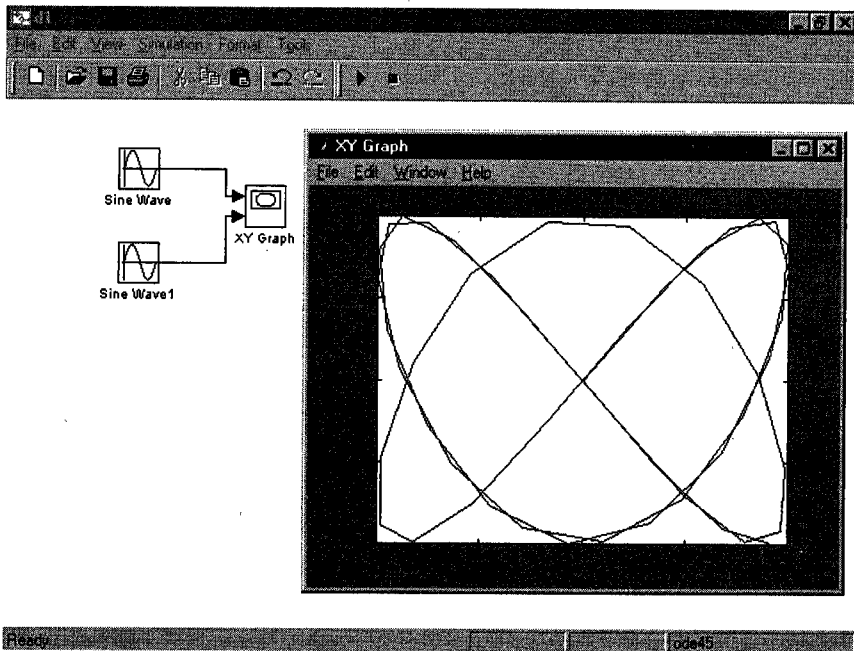 File Edit View Simulation Format Tools
Sine Wave
XY Graph
Sine Wave1
XY Graph
File Edit Window Help
Ready
ode45